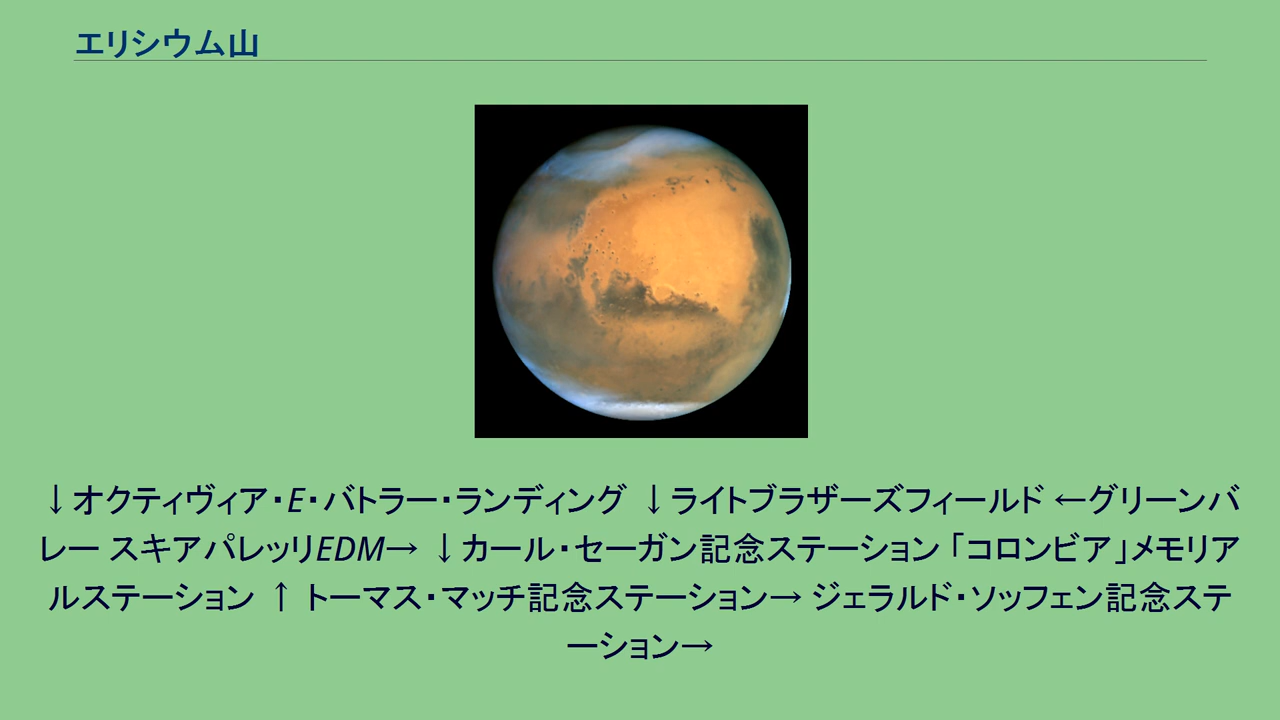 エリシウム山
↓オクティヴィア・E・バトラー・ランディング ↓ライトブラザーズフィールド ←グリーンバ
レー スキアパレッリEDM→ ↓カール・セーガン記念ステーション 「コロンビア」メモリア
ルステーション ↑ トーマス・マッチ記念ステーション→ ジェラルド・ソッフェン記念ステ
ーション→